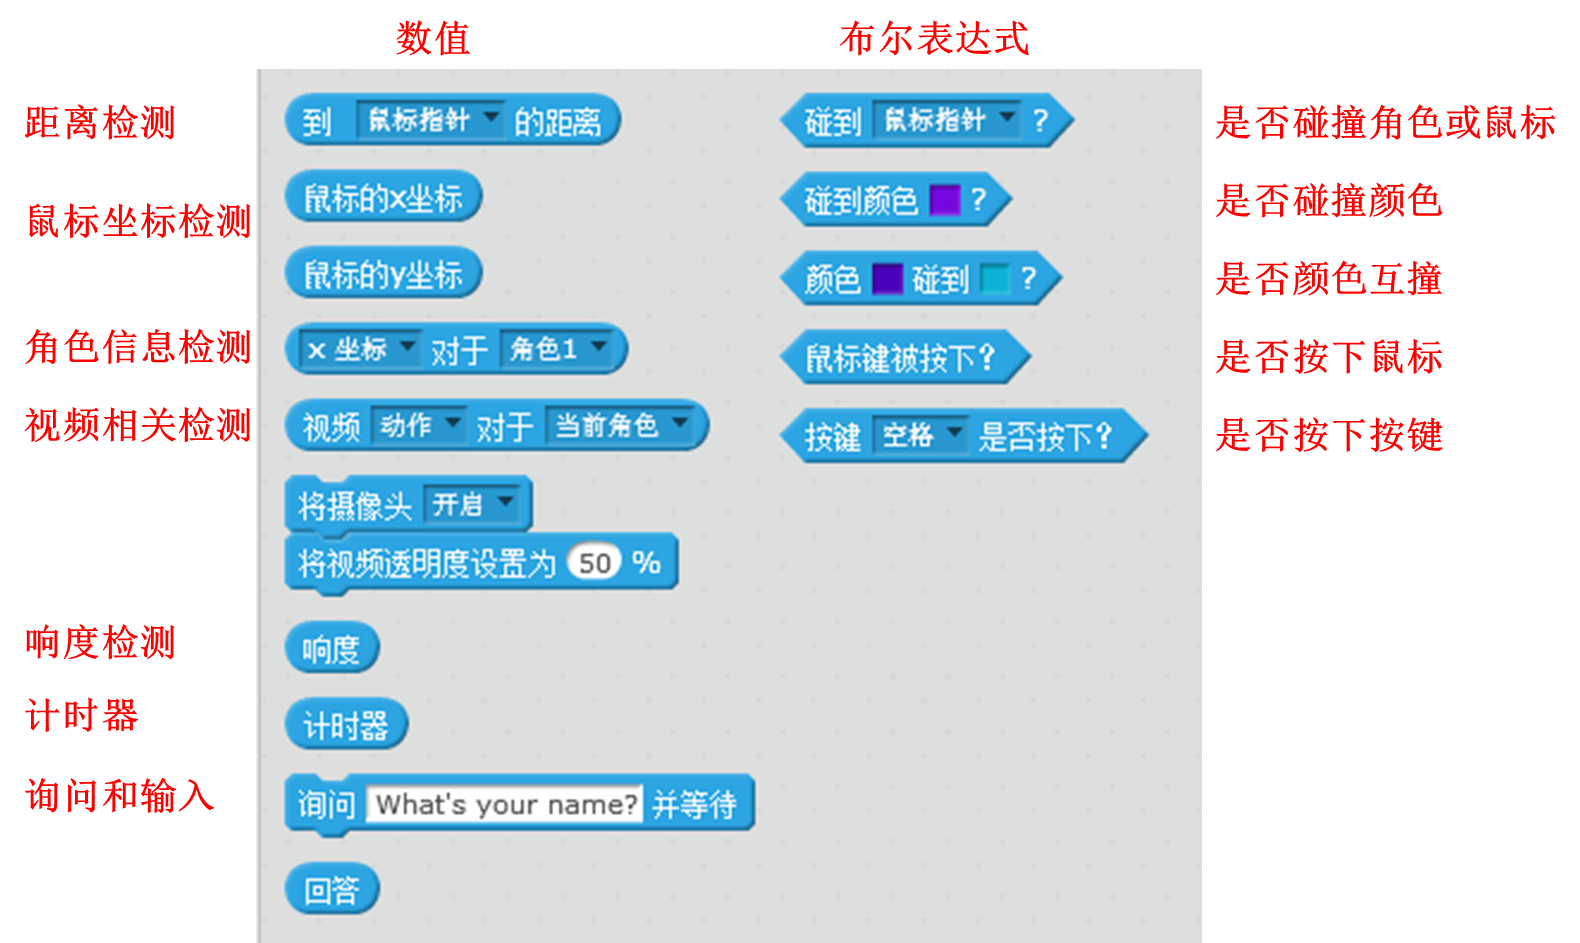 数值 布尔表达式
距离检测 到 鼠标指针 的距离 碰到 鼠标指针 ? 是否碰撞角色或鼠标
鼠标的x坐标 碰到颜色 ? 是否碰撞颜色
鼠标坐标检测
鼠标的y坐标 颜色 碰到 ? 是否颜色互撞
角色信息检测 x 坐标 对于 角色1 鼠标键被按下? 是否按下鼠标
视频相关检测 视频 动作 对于 当前角色 按键 空格 是否按下? 是否按下按键
将摄像头 开启
将视频透明度设置为 50 %
响度检测 响度
计时器 计时器
询问和输入 询问 What's your name? 并等待
回答